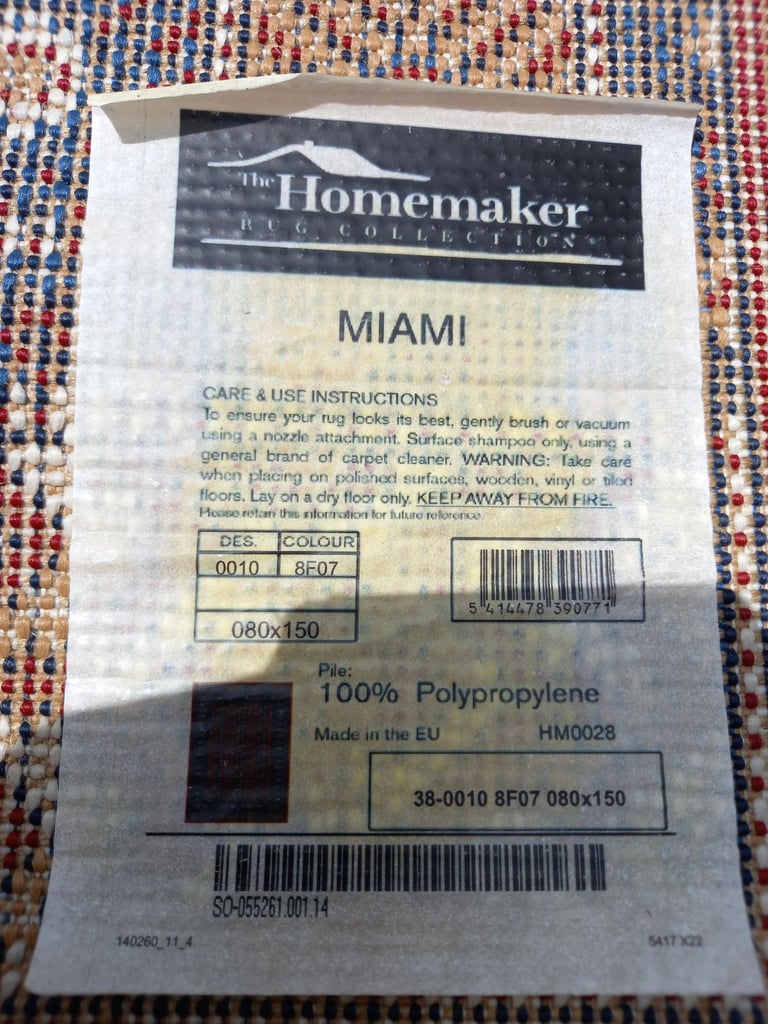 The Homemaker
RUG COLLECTION
MIAMI
CARE & USE INSTRUCTIONS
To ensure your rug looks its best, gently brush or vacuum
using a nozzle attachment. Surface shampoo only, using a
general brand of carpet cleaner. WARNING: Take care
when placing on polished surfaces, wooden, vinyl or tiled
floors. Lay on a dry floor only. KEEP AWAY FROM FIRE.
Please retain this information for future reference.
DES. COLOUR
0010 8F07
080x150
5 414478 390771
Pile:
100% Polypropylene
Made in the EU HM0028
38-0010 8F07 080x150
SO-055261.001.14
140260_11_4 5417 X22